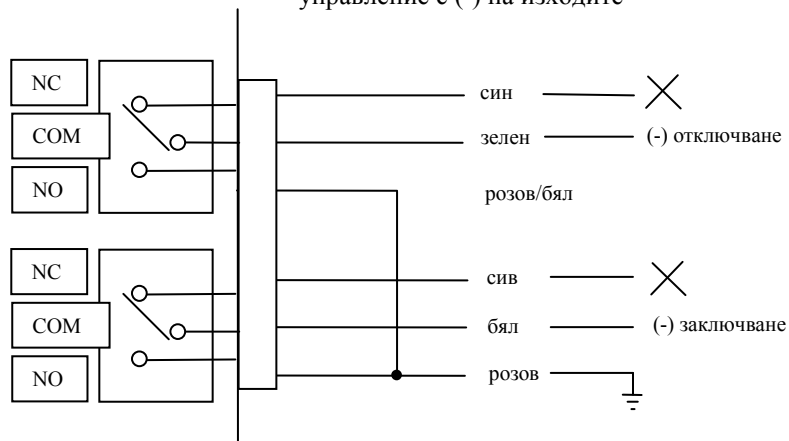 управление с (-) на изходите
NC
син
COM
зелен
(-) отключване
NO
розов/бял
NC
сив
COM
бял
(-) заключване
NO
розов